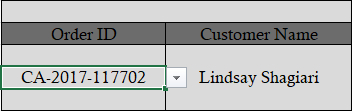 Order ID Customer Name
CA-2017-117702 Lindsay Shagiari